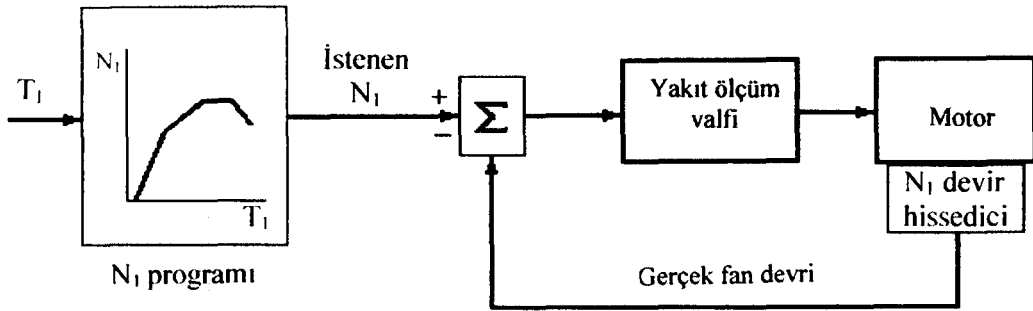 T₁
N₁
T₁
N₁ programı
İstenen
N₁
+
−
Σ
Yakıt ölçüm
valfi
Motor
N₁ devir
hissedici
Gerçek fan devri